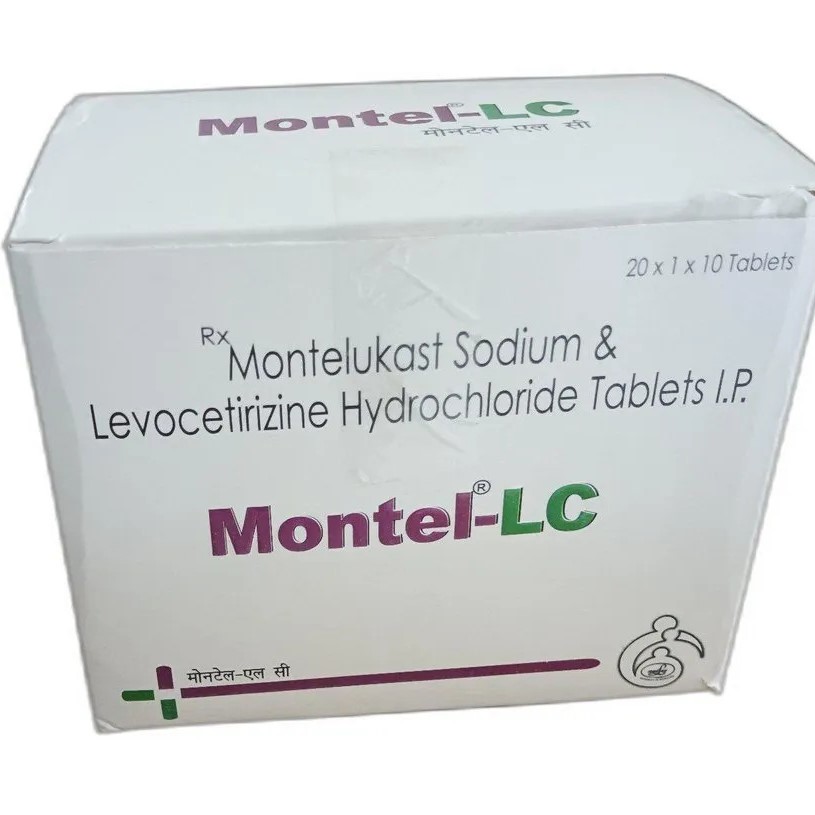 Montel®-LC
मोनटेल-एल सी
20 x 1 x 10 Tablets
Rx Montelukast Sodium &
Levocetirizine Hydrochloride Tablets I.P.
Montel®-LC
मोनटेल-एल सी